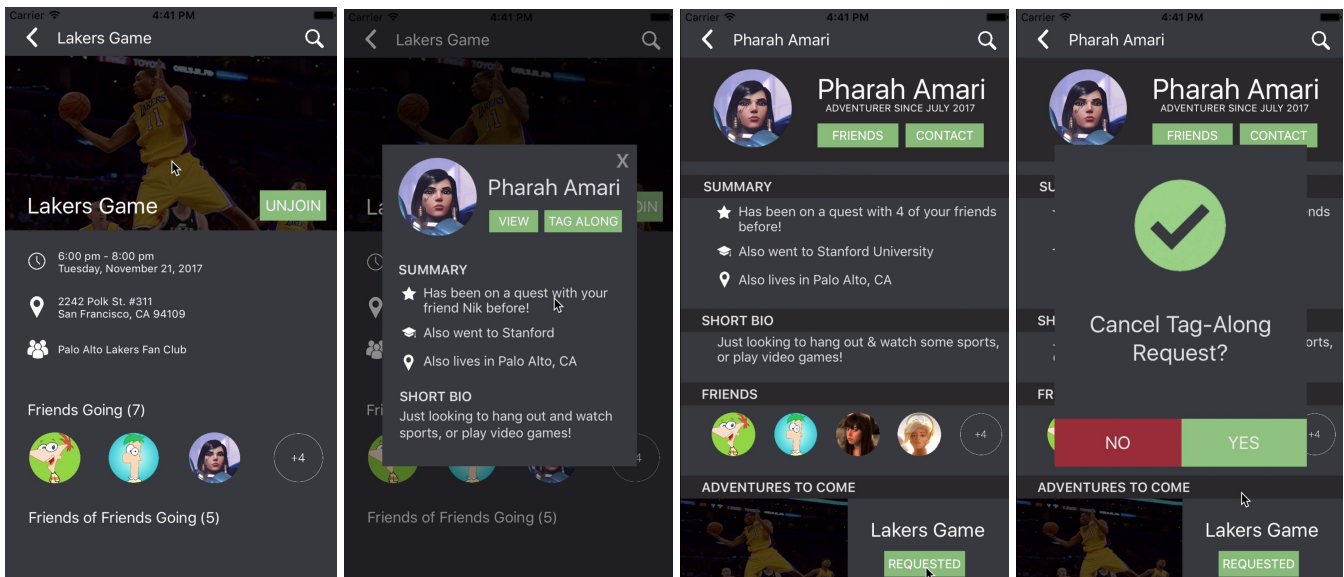 Carrier
4:41 PM
Lakers Game
LAKERS
11
Lakers Game
UNJOIN
6:00 pm - 8:00 pm
Tuesday, November 21, 2017
2242 Polk St. #311
San Francisco, CA 94109
Palo Alto Lakers Fan Club
Friends Going (7)
+4
Friends of Friends Going (5)
Carrier
4:41 PM
Lakers Game
X
Pharah Amari
VIEW
TAG ALONG
SUMMARY
Has been on a quest with your
friend Nik before!
Also went to Stanford
Also lives in Palo Alto, CA
SHORT BIO
Just looking to hang out and watch
sports, or play video games!
Friends of Friends Going (5)
Carrier
4:41 PM
Pharah Amari
Pharah Amari
ADVENTURER SINCE JULY 2017
FRIENDS
CONTACT
SUMMARY
Has been on a quest with 4 of your friends
before!
Also went to Stanford University
Also lives in Palo Alto, CA
SHORT BIO
Just looking to hang out & watch some sports,
or play video games!
FRIENDS
+4
ADVENTURES TO COME
Lakers Game
REQUESTED
Carrier
4:41 PM
Pharah Amari
Pharah Amari
ADVENTURER SINCE JULY 2017
FRIENDS
CONTACT
SU
nds
SH
orts,
FR
Cancel Tag-Along
Request?
NO
YES
+4
ADVENTURES TO COME
Lakers Game
REQUESTED